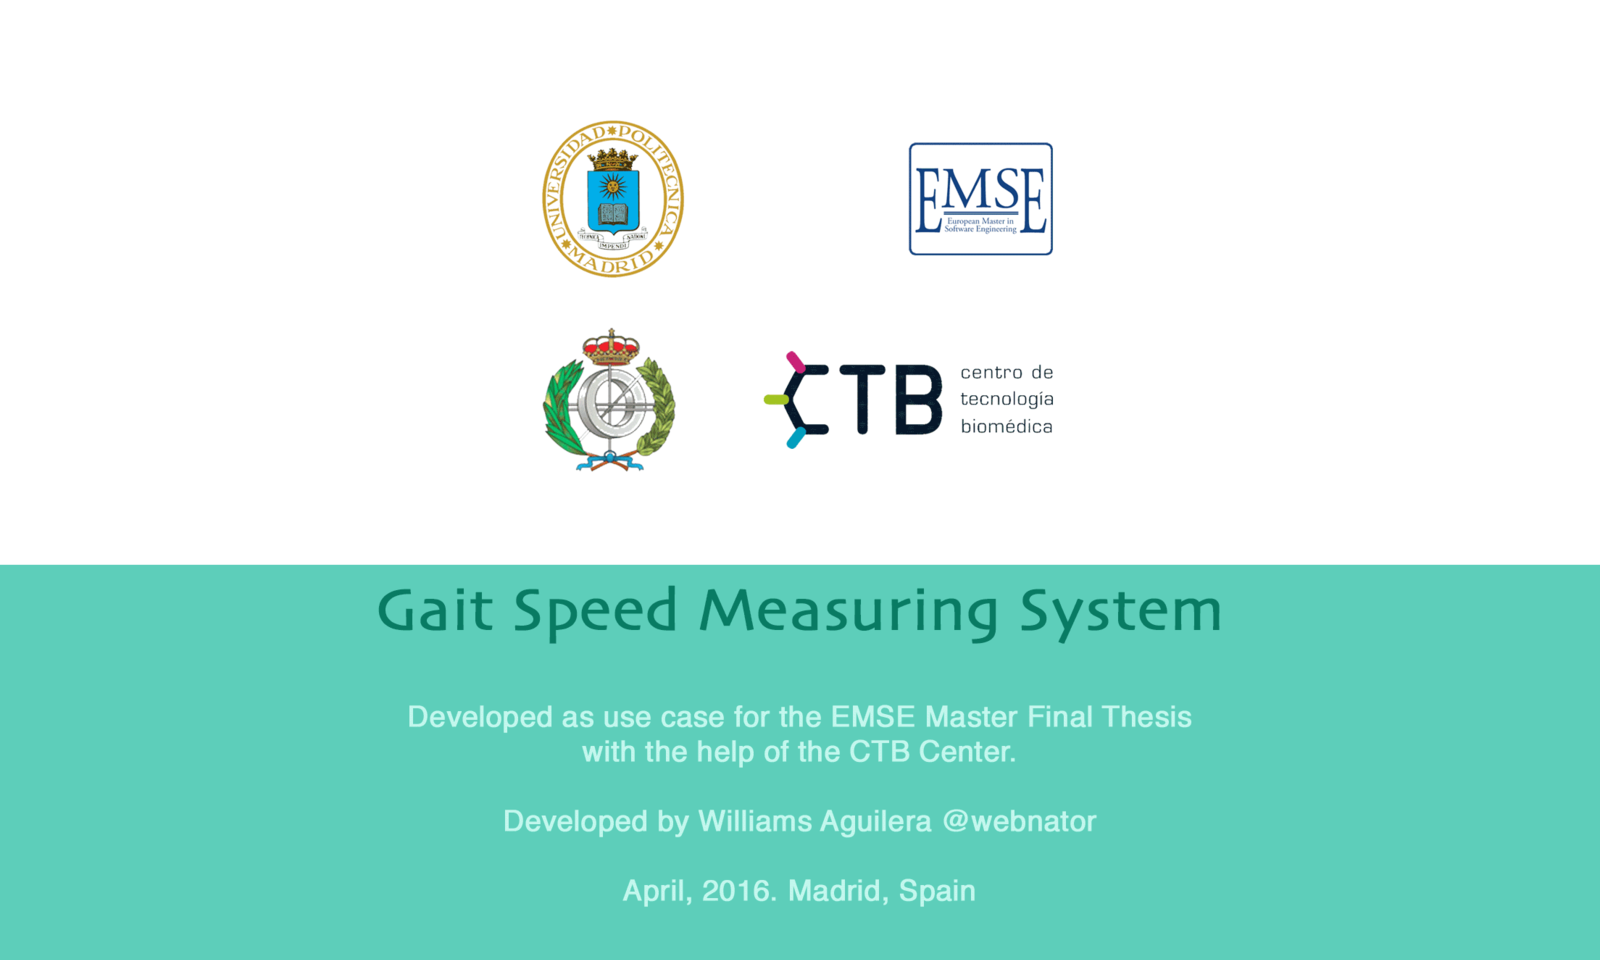 UNIVERSIDAD POLITECNICA
MADRID
EMSE
European Master in
Software Engineering
CTB
centro de
tecnología
biomédica
Gait Speed Measuring System
Developed as use case for the EMSE Master Final Thesis
with the help of the CTB Center.
Developed by Williams Aguilera @webnator
April, 2016. Madrid, Spain